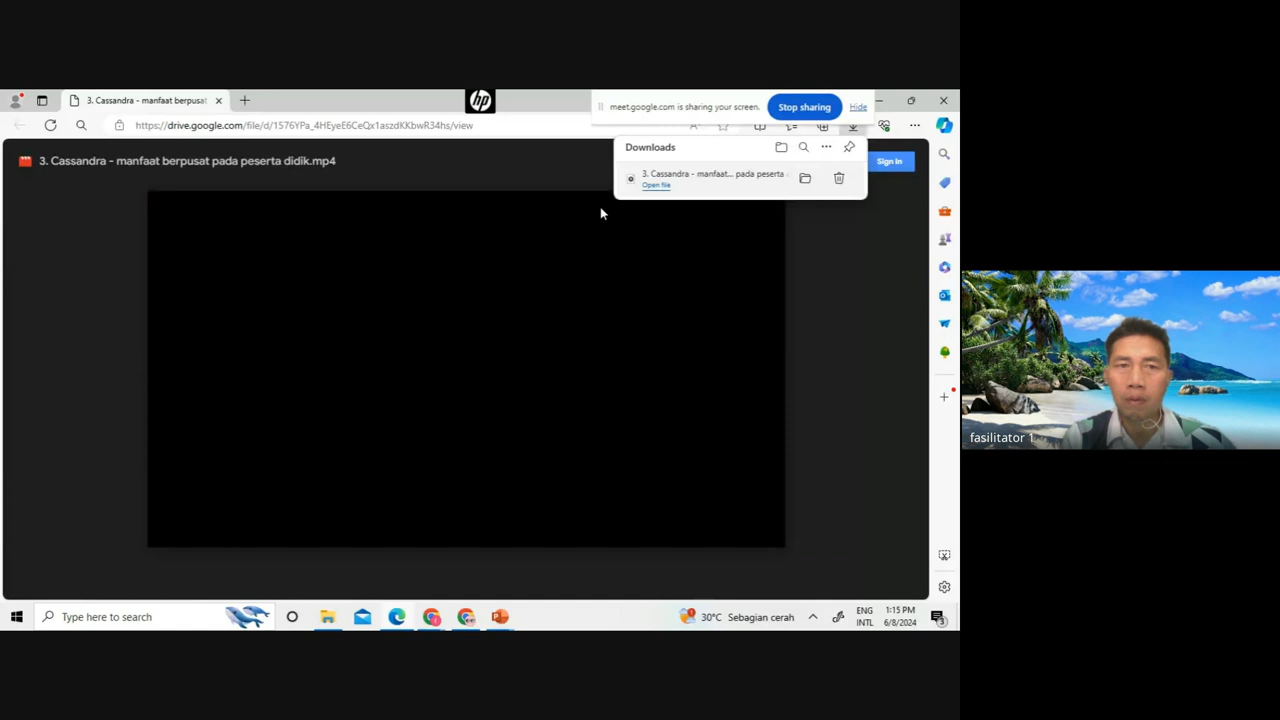 3. Cassandra - manfaat berpusat
hp
meet.google.com is sharing your screen.
Stop sharing
Hide
https://drive.google.com/file/d/1576YPa_4HEyeE6CeQx1aszdKKbwR34hs/view
3. Cassandra - manfaat berpusat pada peserta didik.mp4
Downloads
Sign In
3. Cassandra - manfaat... pada peserta
Open file
fasilitator 1
Type here to search
30°C Sebagian cerah
ENG
INTL
1:15 PM
6/8/2024
3